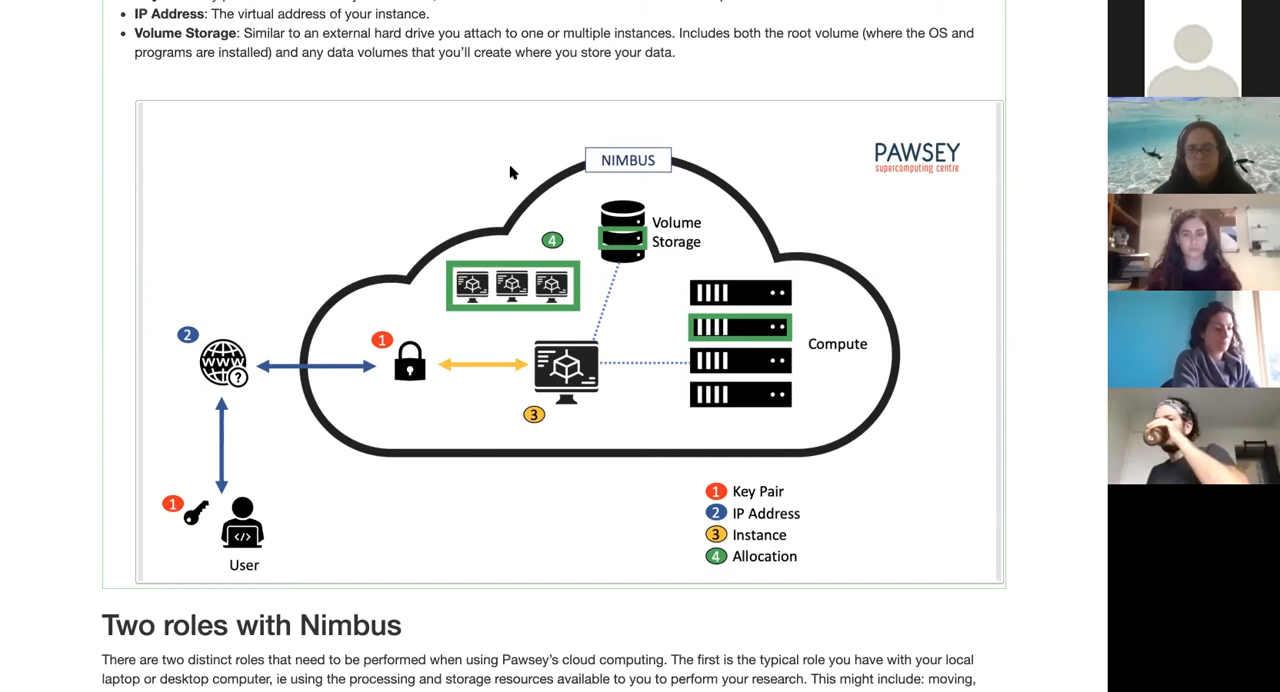 • IP Address: The virtual address of your instance.
• Volume Storage: Similar to an external hard drive you attach to one or multiple instances. Includes both the root volume (where the OS and
programs are installed) and any data volumes that you'll create where you store your data.
NIMBUS
PAWSEY
supercomputing centre
4
Volume
Storage
2
1
WWW
?
Compute
3
1
</>
User
1 Key Pair
2 IP Address
3 Instance
4 Allocation
Two roles with Nimbus
There are two distinct roles that need to be performed when using Pawsey's cloud computing. The first is the typical role you have with your local
laptop or desktop computer, ie using the processing and storage resources available to you to perform your research. This might include: moving,